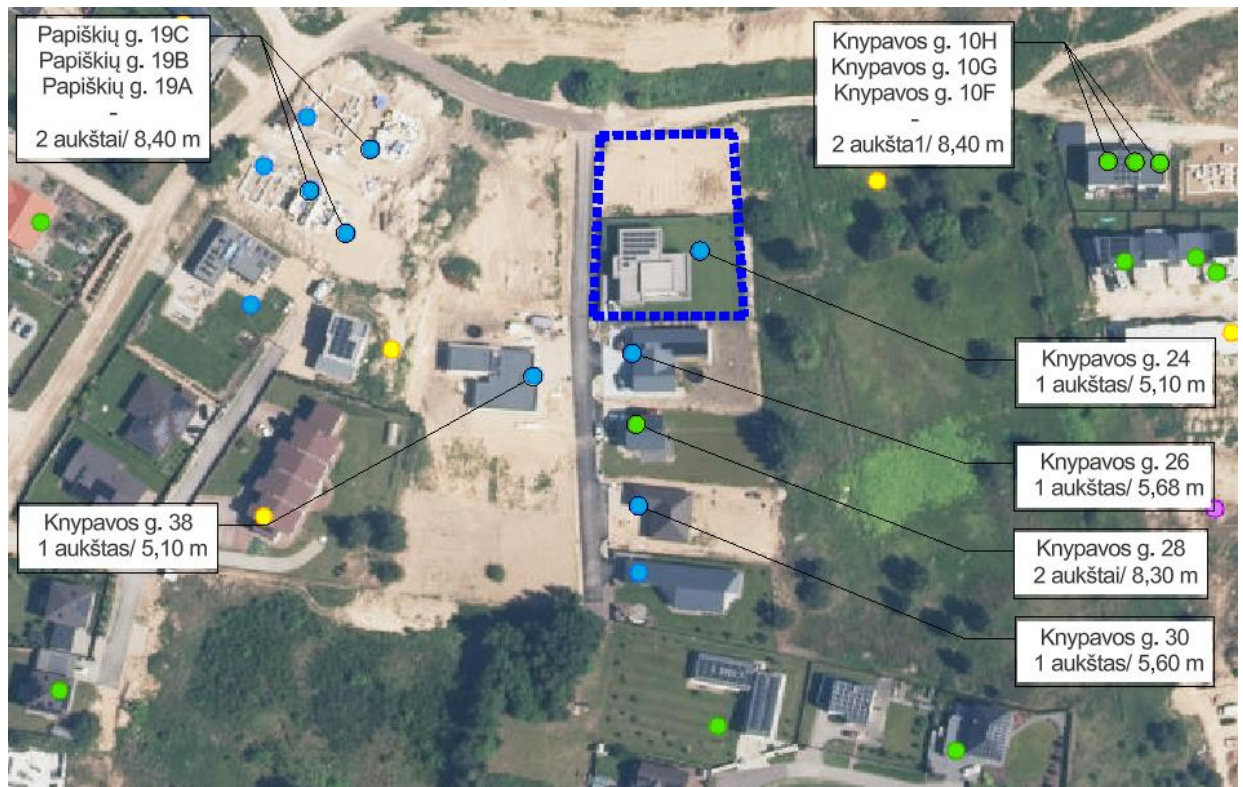 Papiškių g. 19C
Papiškių g. 19B
Papiškių g. 19A
-
2 aukštai/ 8,40 m
Knypavos g. 10H
Knypavos g. 10G
Knypavos g. 10F
-
2 aukšta1/ 8,40 m
Knypavos g. 24
1 aukštas/ 5,10 m
Knypavos g. 26
1 aukštas/ 5,68 m
Knypavos g. 38
1 aukštas/ 5,10 m
Knypavos g. 28
2 aukštai/ 8,30 m
Knypavos g. 30
1 aukštas/ 5,60 m